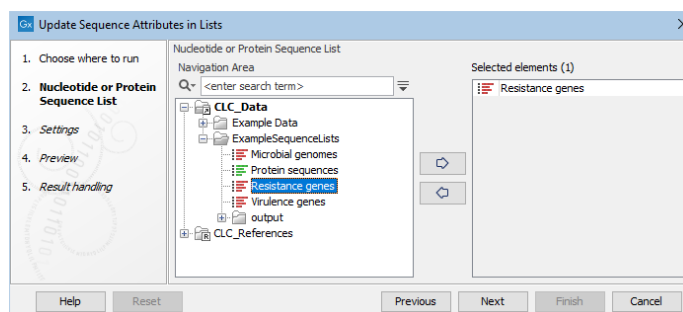 Gx Update Sequence Attributes in Lists
1. Choose where to run
2. Nucleotide or Protein
Sequence List
3. Settings
4. Preview
5. Result handling
Nucleotide or Protein Sequence List
Navigation Area
<enter search term>
CLC_Data
Example Data
ExampleSequenceLists
Microbial genomes
Protein sequences
Resistance genes
Virulence genes
output
CLC_References
Selected elements (1)
Resistance genes
Help
Reset
Previous
Next
Finish
Cancel